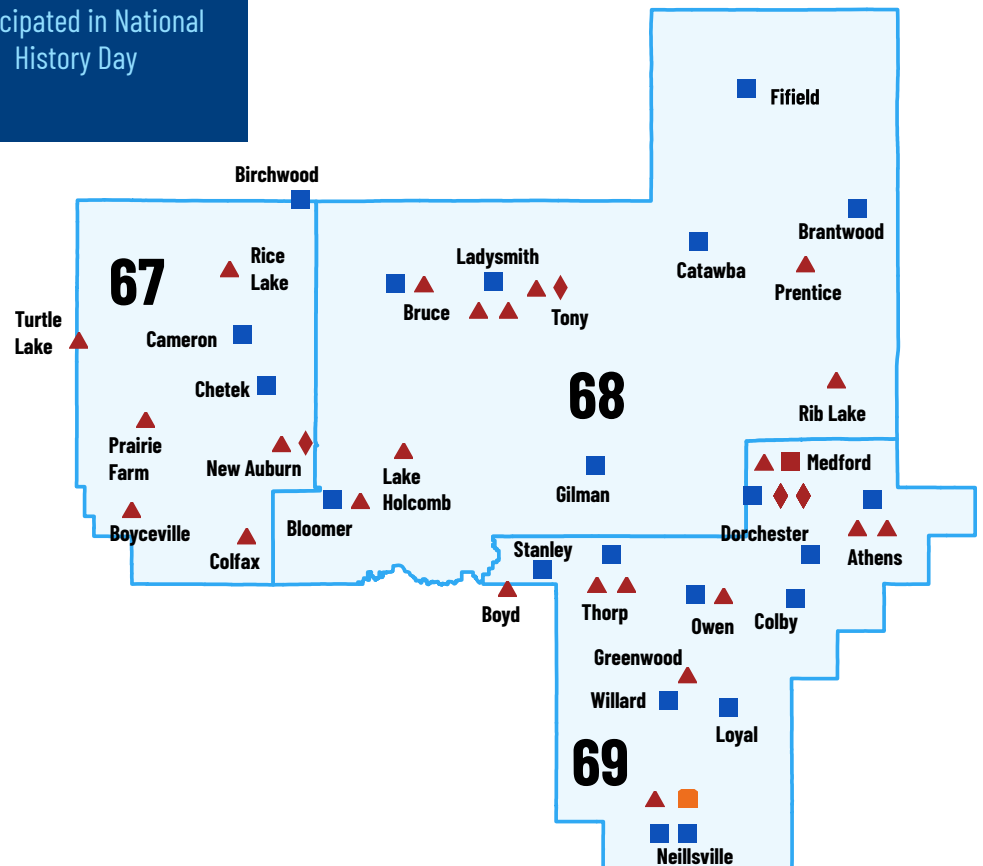 cipated in National
History Day
Fifield
Birchwood
Brantwood
Rice
Lake
Ladysmith
Catawba
67
Prentice
Bruce
Tony
Turtle
Lake
Cameron
Chetek
68
Rib Lake
Prairie
Farm
New Auburn
Lake
Holcomb
Medford
Gilman
Bloomer
Boyceville
Dorchester
Colfax
Stanley
Athens
Boyd
Thorp
Owen
Colby
Greenwood
Willard
Loyal
69
Neillsville